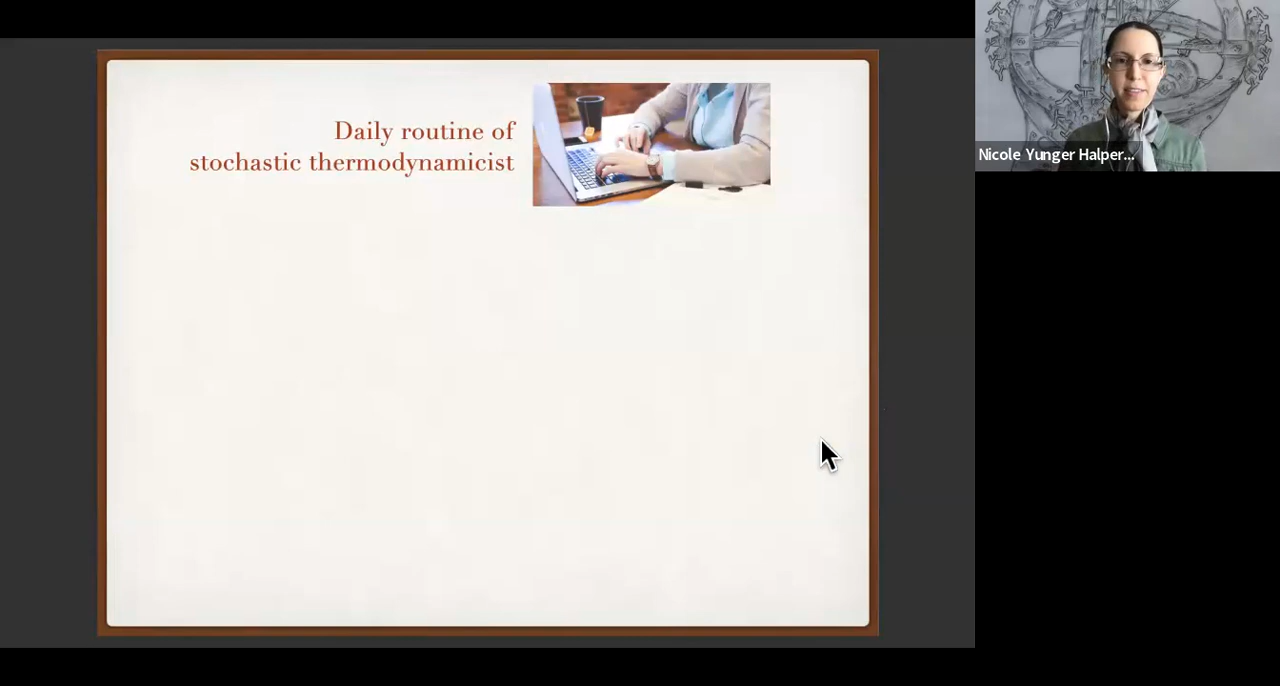 Daily routine of
stochastic thermodynamicist
Nicole Yunger Halper...